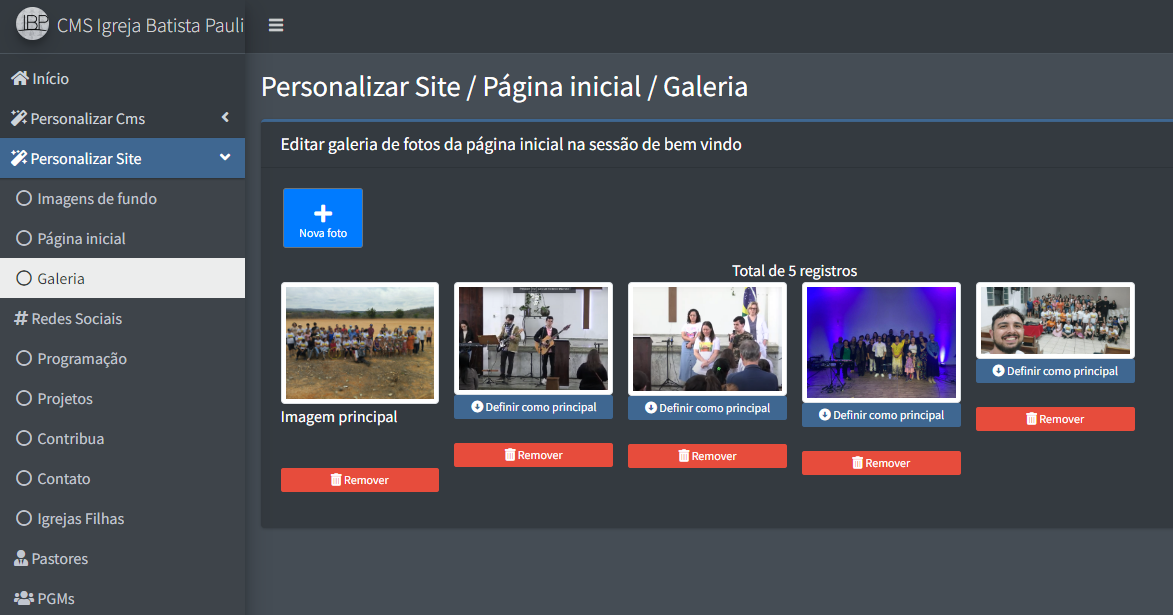 IBP CMS Igreja Batista Pauli
Início
Personalizar Cms
Personalizar Site
Imagens de fundo
Página inicial
Galeria
Redes Sociais
Programação
Projetos
Contribua
Contato
Igrejas Filhas
Pastores
PGMs
Personalizar Site / Página inicial / Galeria
Editar galeria de fotos da página inicial na sessão de bem vindo
Nova foto
Total de 5 registros
Imagem principal
Remover
Definir como principal
Remover
Definir como principal
Remover
Definir como principal
Remover
Definir como principal
Remover